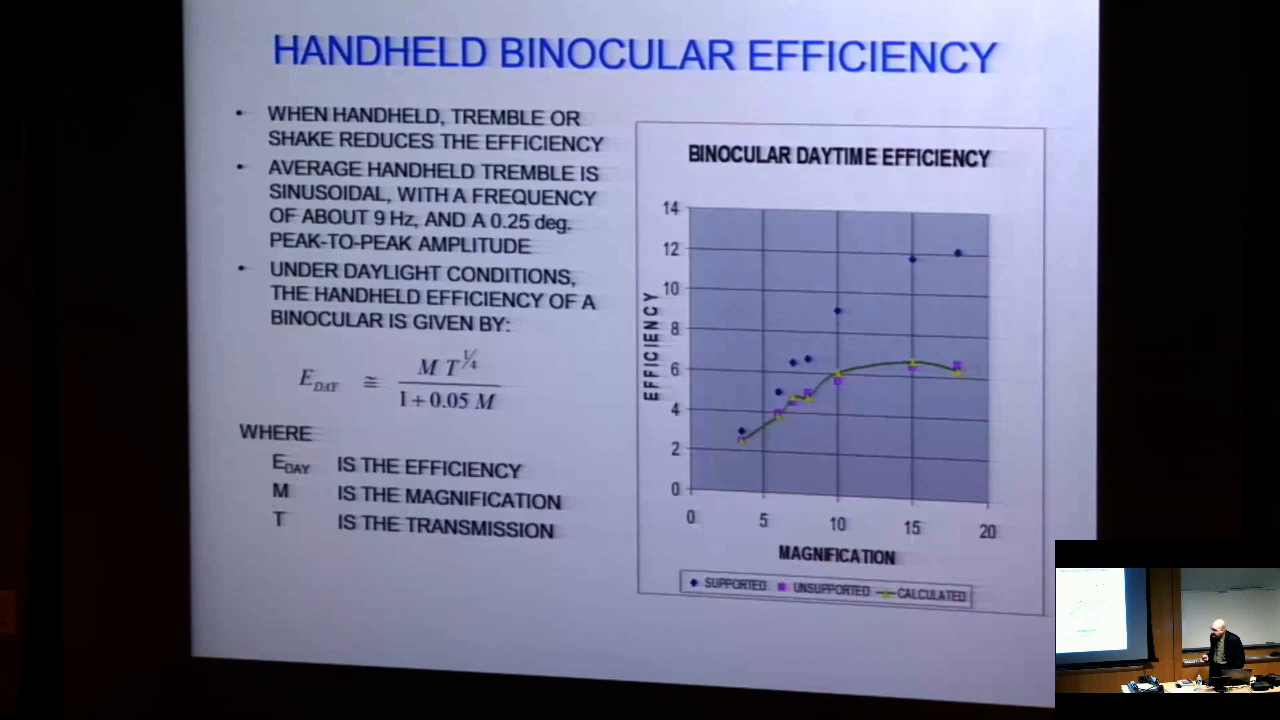 HANDHELD BINOCULAR EFFICIENCY
• WHEN HANDHELD, TREMBLE OR
SHAKE REDUCES THE EFFICIENCY
• AVERAGE HANDHELD TREMBLE IS
SINUSOIDAL, WITH A FREQUENCY
OF ABOUT 9 Hz, AND A 0.25 deg.
PEAK-TO-PEAK AMPLITUDE
• UNDER DAYLIGHT CONDITIONS,
THE HANDHELD EFFICIENCY OF A
BINOCULAR IS GIVEN BY:
E_DAY ≅ M T^¼ / 1 + 0.05 M
WHERE
E_DAY IS THE EFFICIENCY
M IS THE MAGNIFICATION
T IS THE TRANSMISSION
BINOCULAR DAYTIME EFFICIENCY
EFFICIENCY
14
12
10
8
6
4
2
0
0 5 10 15 20
MAGNIFICATION
SUPPORTED UNSUPPORTED CALCULATED